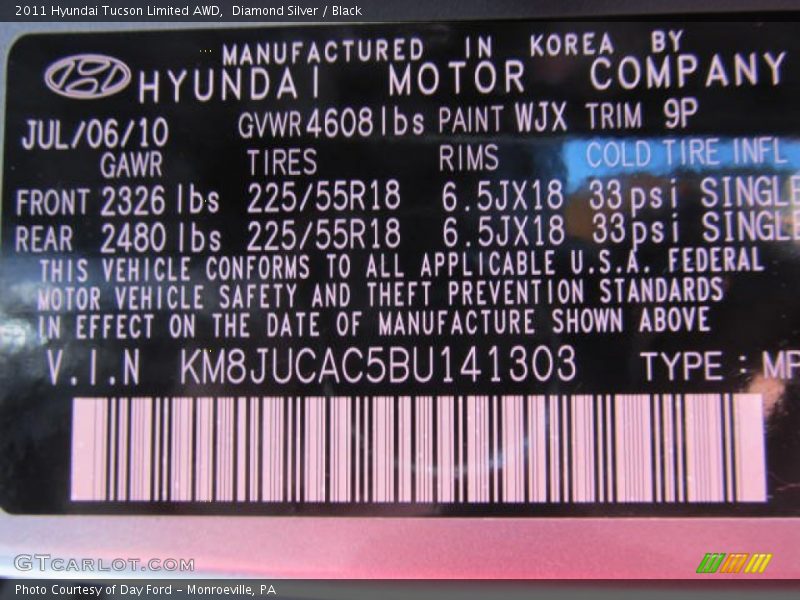 2011 Hyundai Tucson Limited AWD,  Diamond Silver / Black
MANUFACTURED IN KOREA BY
HYUNDAI MOTOR COMPANY
JUL/06/10 GVWR 4608 lbs PAINT WJX TRIM 9P
GAWR TIRES RIMS COLD TIRE INFL
FRONT 2326 lbs 225/55R18 6.5JX18 33psi SINGLE
REAR 2480 lbs 225/55R18 6.5JX18 33psi SINGLE
THIS VEHICLE CONFORMS TO ALL APPLICABLE U.S.A. FEDERAL
MOTOR VEHICLE SAFETY AND THEFT PREVENTION STANDARDS
IN EFFECT ON THE DATE OF MANUFACTURE SHOWN ABOVE
V.I.N KM8JUCAC5BU141303 TYPE : MP
GTCARLOT.COM
Photo Courtesy of Day Ford - Monroeville, PA